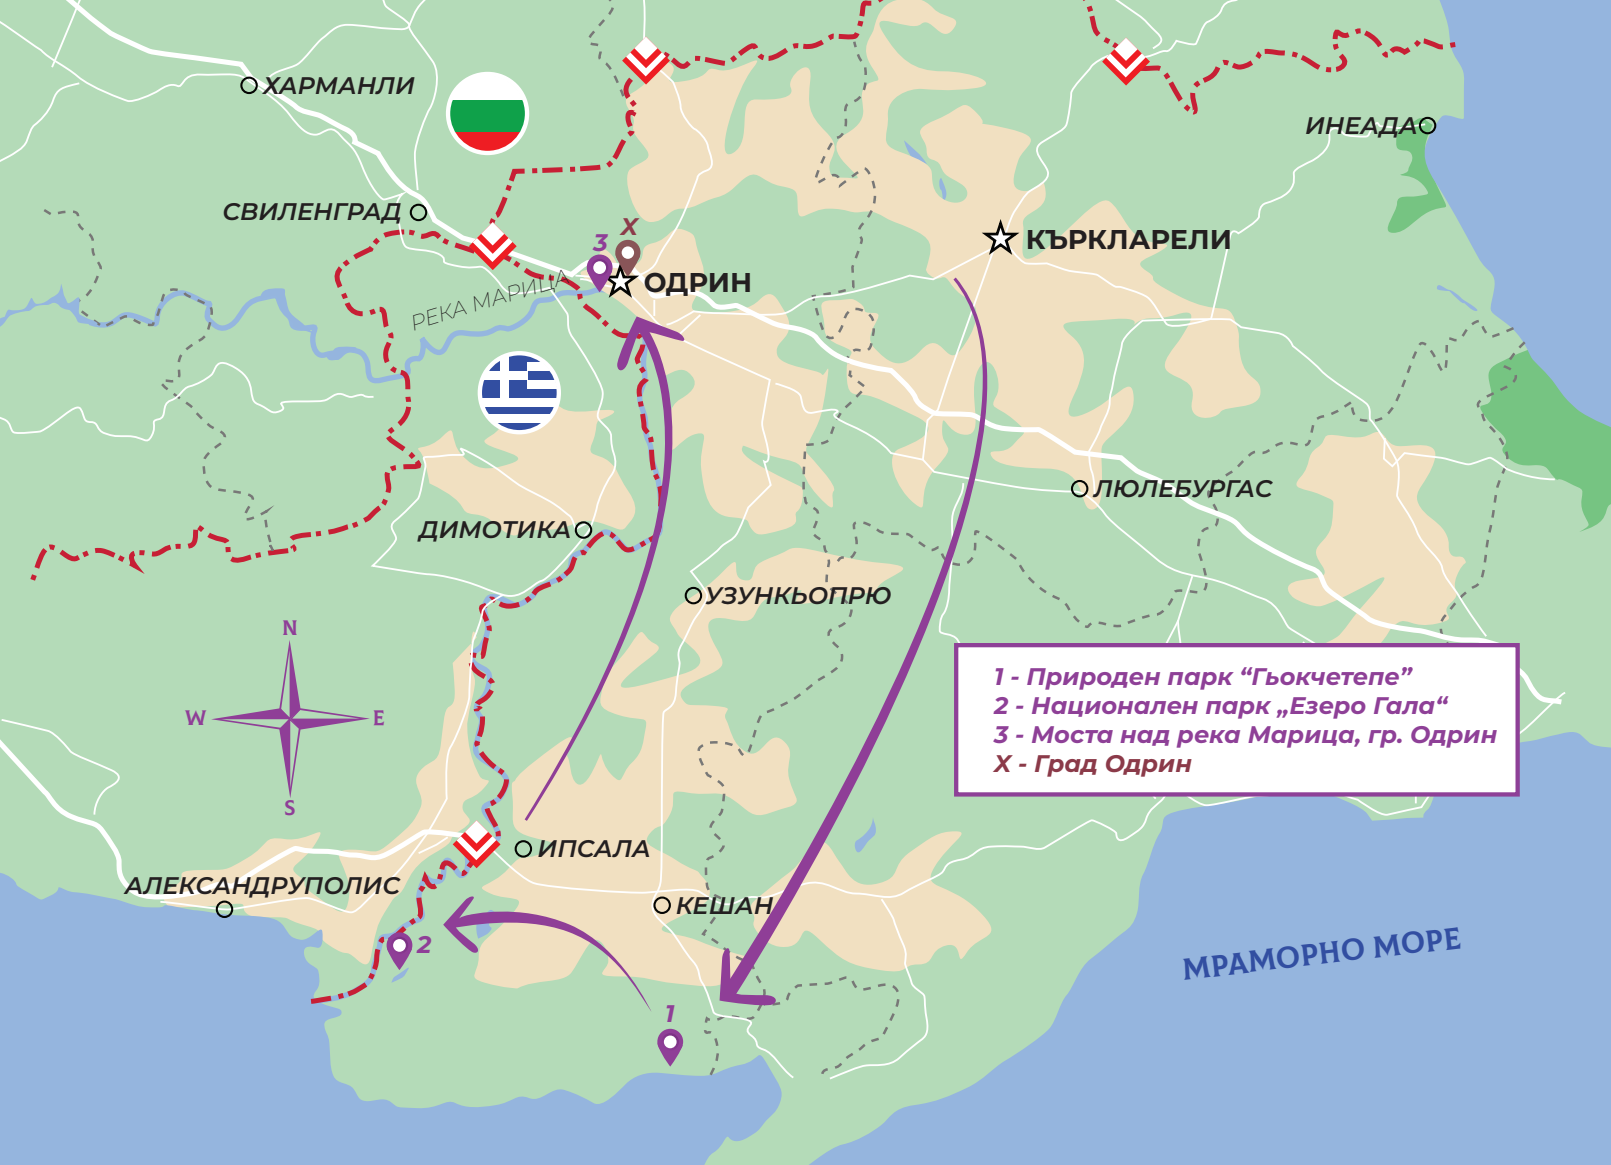 ХАРМАНЛИ
ИНЕАДА
СВИЛЕНГРАД
X
3
КЪРКЛАРЕЛИ
ОДРИН
РЕКА МАРИЦА
ЛЮЛЕБУРГАС
ДИМОТИКА
УЗУНКЬОПРЮ
N
W
E
S
1 - Природен парк “Гьокчетепе”
2 - Национален парк „Езеро Гала“
3 - Моста над река Марица, гр. Одрин
X - Град Одрин
ИПСАЛА
АЛЕКСАНДРУПОЛИС
КЕШАН
2
МРАМОРНО МОРЕ
1